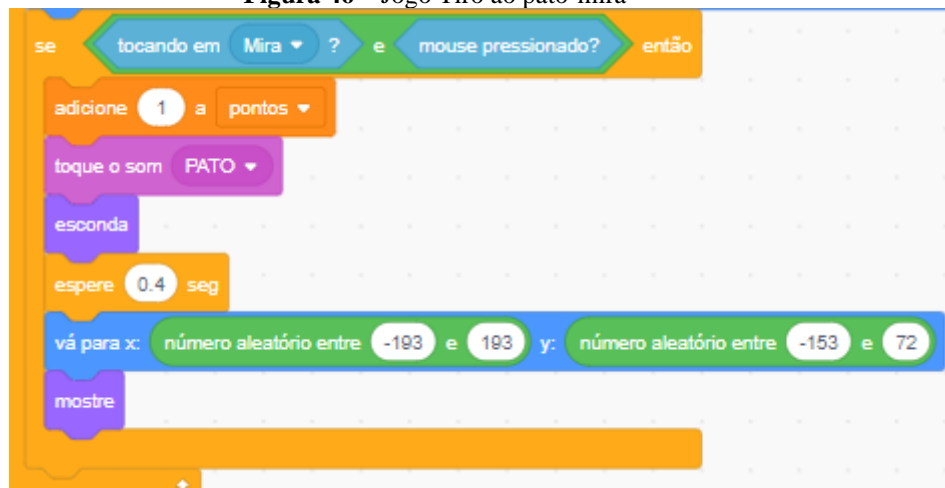 Figura 46 – Jogo Tiro ao pato-mira
se tocando em Mira ? e mouse pressionado? então
adicione 1 a pontos
toque o som PATO
esconda
espere 0.4 seg
vá para x: número aleatório entre -193 e 193 y: número aleatório entre -153 e 72
mostre